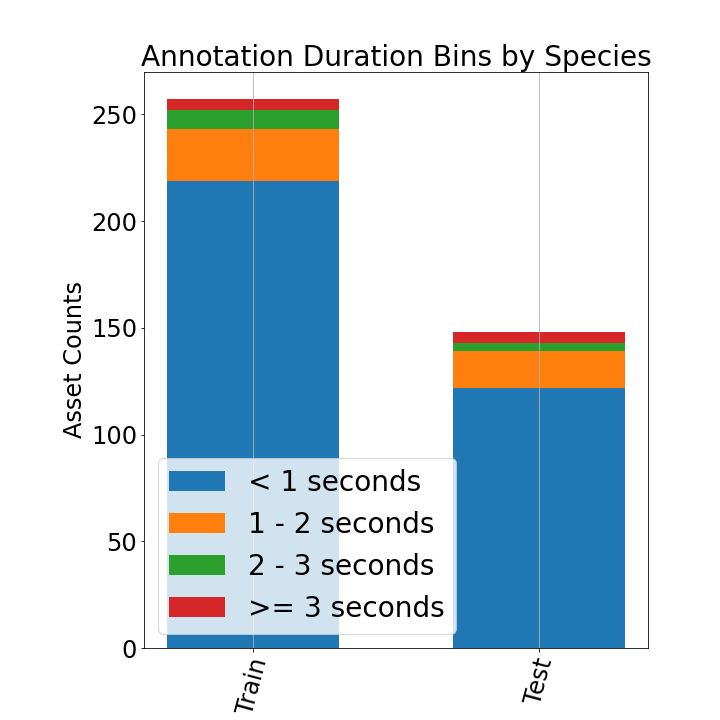 Annotation Duration Bins by Species
Asset Counts
250
200
150
100
50
0
< 1 seconds
1 - 2 seconds
2 - 3 seconds
>= 3 seconds
Train
Test